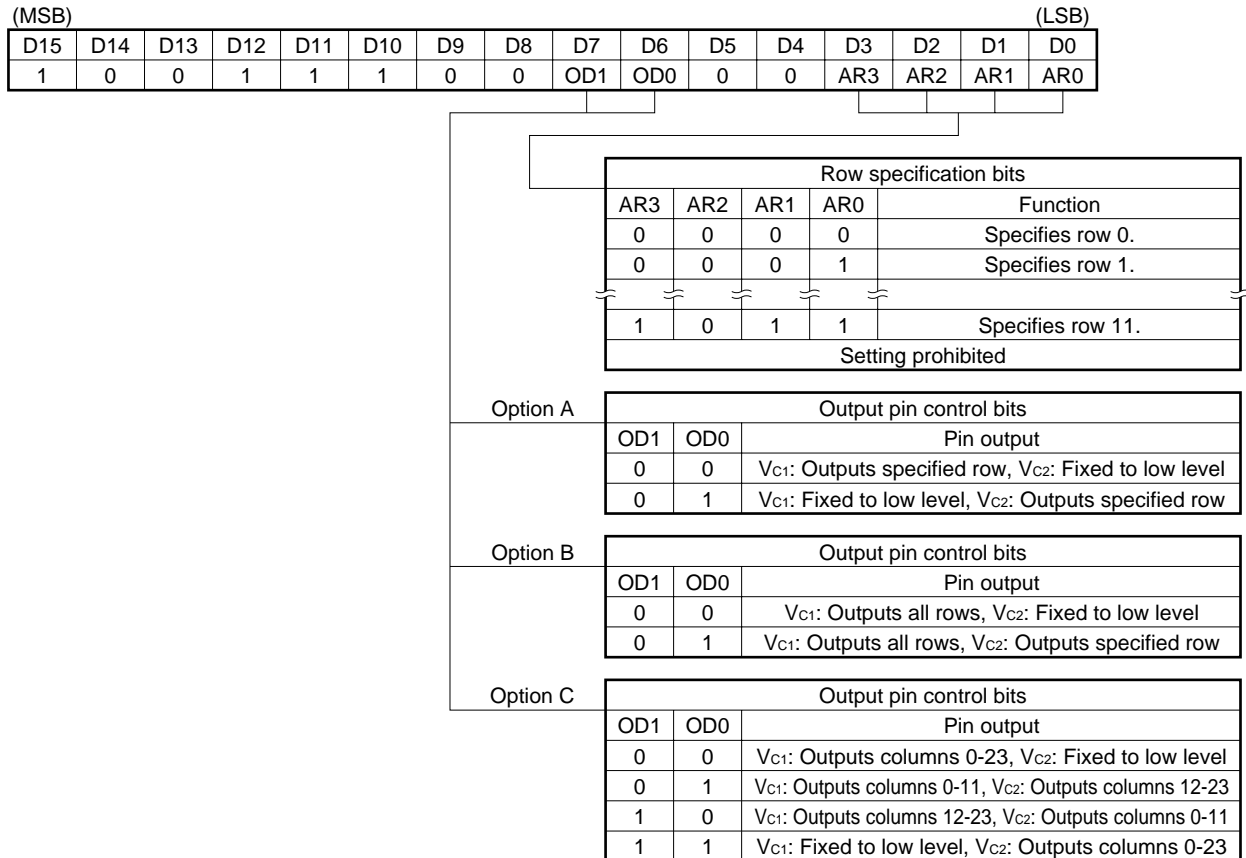 (MSB) (LSB)
D15 D14 D13 D12 D11 D10 D9 D8 D7 D6 D5 D4 D3 D2 D1 D0
1 0 0 1 1 1 0 0 OD1 OD0 0 0 AR3 AR2 AR1 AR0
Row specification bits
AR3 AR2 AR1 AR0 Function
0 0 0 0 Specifies row 0.
0 0 0 1 Specifies row 1.
1 0 1 1 Specifies row 11.
Setting prohibited
Option A Output pin control bits
OD1 OD0 Pin output
0 0 VC1: Outputs specified row, VC2: Fixed to low level
0 1 VC1: Fixed to low level, VC2: Outputs specified row
Option B Output pin control bits
OD1 OD0 Pin output
0 0 VC1: Outputs all rows, VC2: Fixed to low level
0 1 VC1: Outputs all rows, VC2: Outputs specified row
Option C Output pin control bits
OD1 OD0 Pin output
0 0 VC1: Outputs columns 0-23, VC2: Fixed to low level
0 1 VC1: Outputs columns 0-11, VC2: Outputs columns 12-23
1 0 VC1: Outputs columns 12-23, VC2: Outputs columns 0-11
1 1 VC1: Fixed to low level, VC2: Outputs columns 0-23